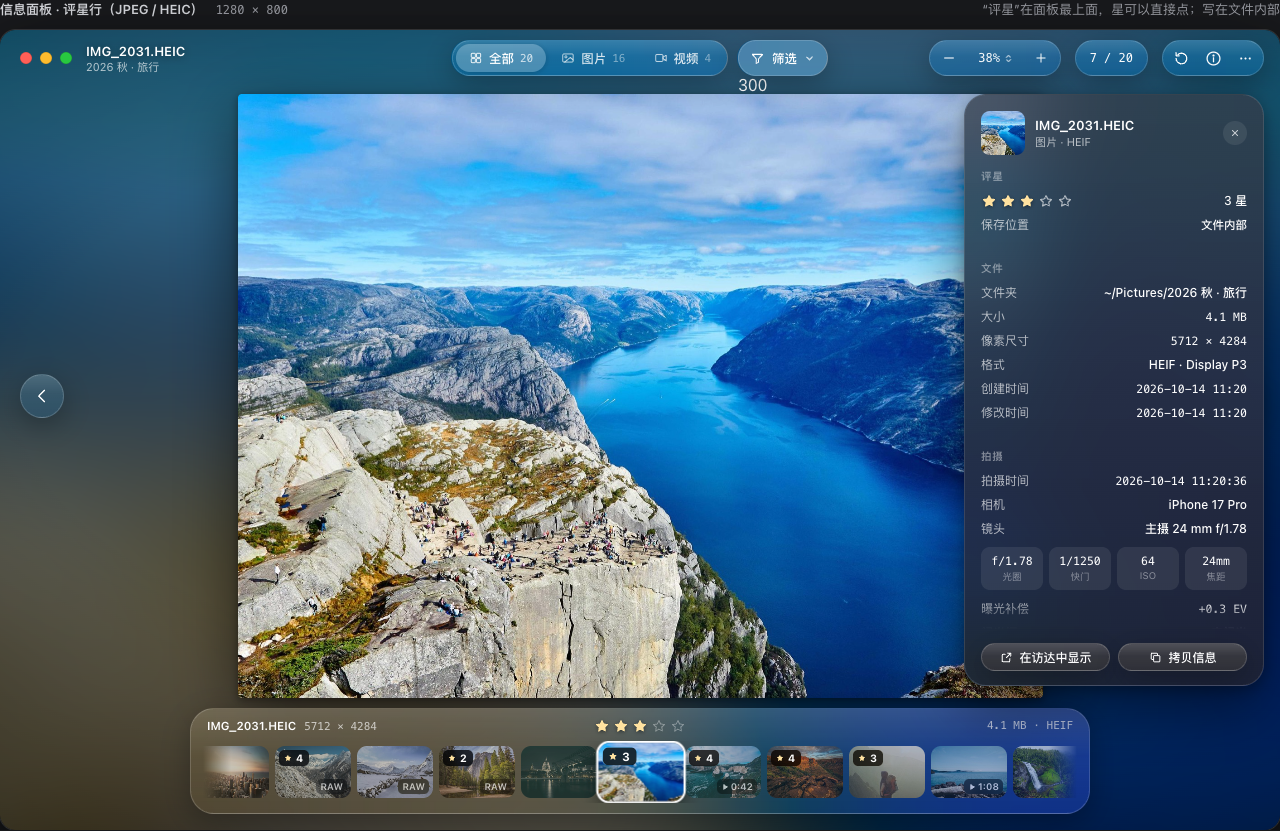 信息面板 · 评星行（JPEG / HEIC） 1280 × 800
“评星”在面板最上面，星可以直接点；写在文件内部
IMG_2031.HEIC
2026 秋 · 旅行
全部 20 图片 16 视频 4 筛选
300
38%
7 / 20
IMG_2031.HEIC
图片 · HEIF
评星
3 星
保存位置 文件内部
文件
文件夹 ~/Pictures/2026 秋 · 旅行
大小 4.1 MB
像素尺寸 5712 × 4284
格式 HEIF · Display P3
创建时间 2026-10-14 11:20
修改时间 2026-10-14 11:20
拍摄
拍摄时间 2026-10-14 11:20:36
相机 iPhone 17 Pro
镜头 主摄 24 mm f/1.78
f/1.78 1/1250 64 24mm
光圈 快门 ISO 焦距
曝光补偿 +0.3 EV
在访达中显示 拷贝信息
IMG_2031.HEIC 5712 × 4284 4.1 MB · HEIF
4 2 3 4 4 3
RAW RAW RAW 0:42 1:08